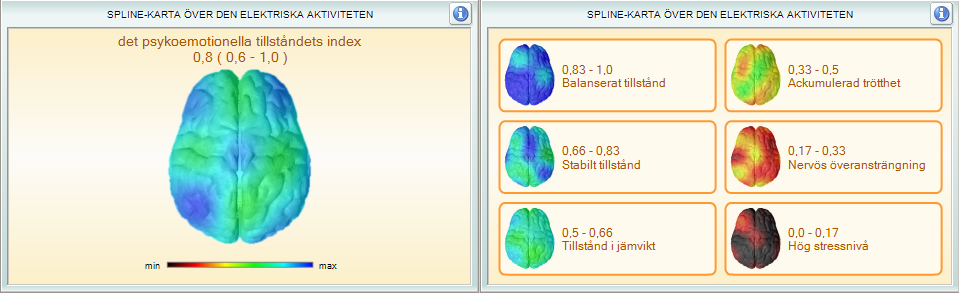 SPLINE-KARTA ÖVER DEN ELEKTRISKA AKTIVITETEN
det psykoemotionella tillståndets index
0,8 ( 0,6 - 1,0 )
min
max
SPLINE-KARTA ÖVER DEN ELEKTRISKA AKTIVITETEN
0,83 - 1,0
Balanserat tillstånd
0,33 - 0,5
Ackumulerad trötthet
0,66 - 0,83
Stabilt tillstånd
0,17 - 0,33
Nervös överansträngning
0,5 - 0,66
Tillstånd i jämvikt
0,0 - 0,17
Hög stressnivå